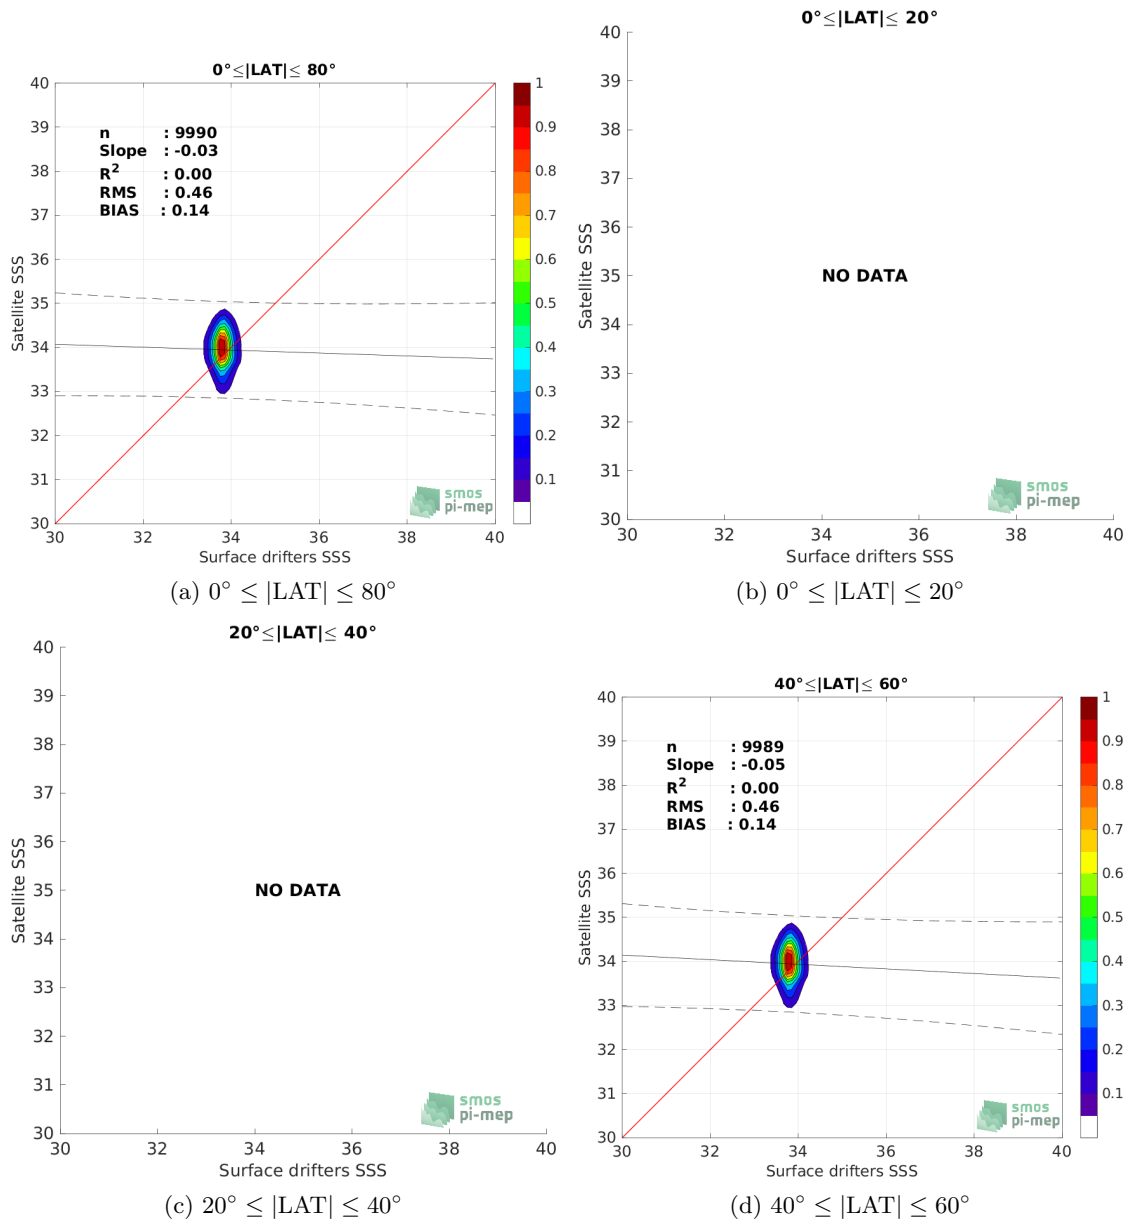 0°≤|LAT|≤ 80°
40
39
38
37
36
35
34
33
32
31
30
Satellite SSS
n : 9990
Slope : -0.03
R² : 0.00
RMS : 0.46
BIAS : 0.14
smos
pi-mep
30 32 34 36 38 40
Surface drifters SSS
1
0.9
0.8
0.7
0.6
0.5
0.4
0.3
0.2
0.1
(a) 0° ≤ |LAT| ≤ 80°
0°≤|LAT|≤ 20°
40
39
38
37
36
35
34
33
32
31
30
Satellite SSS
NO DATA
smos
pi-mep
30 32 34 36 38 40
Surface drifters SSS
(b) 0° ≤ |LAT| ≤ 20°
20°≤|LAT|≤ 40°
40
39
38
37
36
35
34
33
32
31
30
Satellite SSS
NO DATA
smos
pi-mep
30 32 34 36 38 40
Surface drifters SSS
(c) 20° ≤ |LAT| ≤ 40°
40°≤|LAT|≤ 60°
40
39
38
37
36
35
34
33
32
31
30
Satellite SSS
n : 9989
Slope : -0.05
R² : 0.00
RMS : 0.46
BIAS : 0.14
smos
pi-mep
30 32 34 36 38 40
Surface drifters SSS
1
0.9
0.8
0.7
0.6
0.5
0.4
0.3
0.2
0.1
(d) 40° ≤ |LAT| ≤ 60°